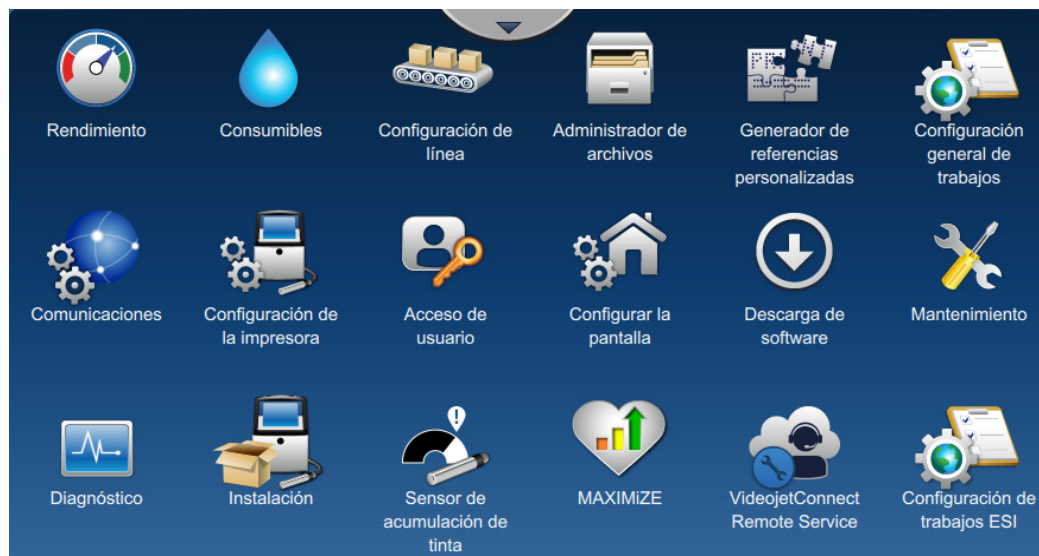 Rendimiento
Consumibles
Configuración de
línea
Administrador de
archivos
Generador de
referencias
personalizadas
Configuración
general de
trabajos
Comunicaciones
Configuración de
la impresora
Acceso de
usuario
Configurar la
pantalla
Descarga de
software
Mantenimiento
Diagnóstico
Instalación
Sensor de
acumulación de
tinta
MAXIMiZE
VideojetConnect
Remote Service
Configuración de
trabajos ESI